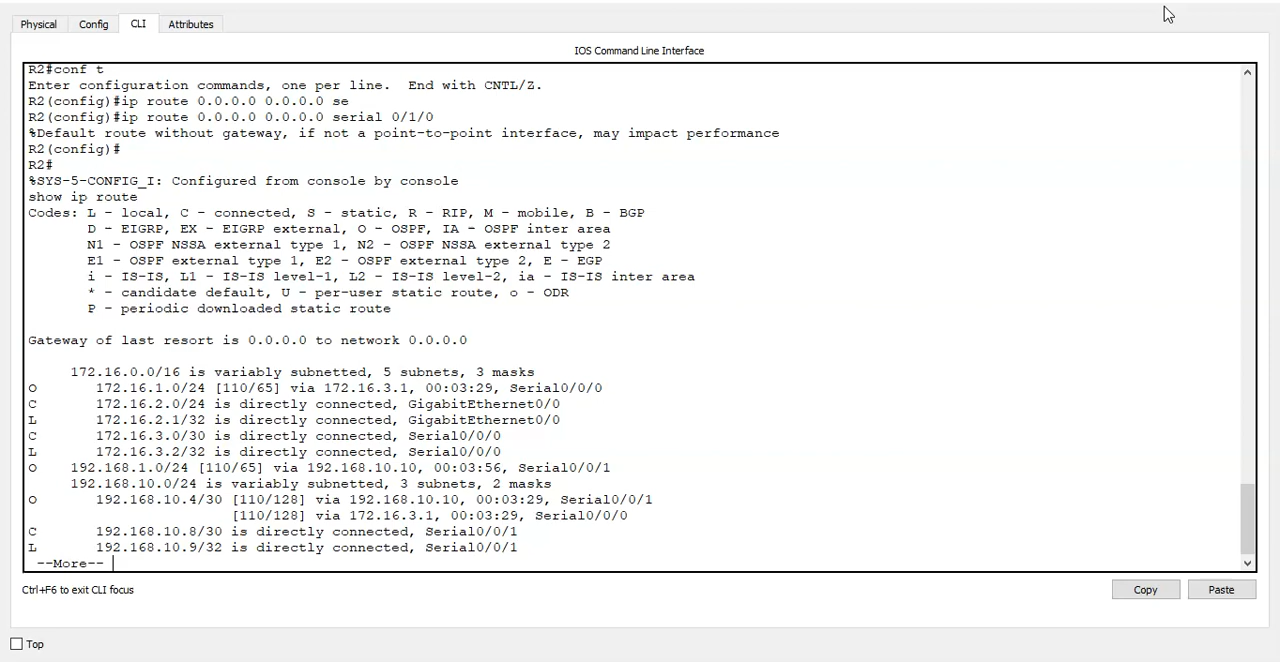 Physical Config CLI Attributes
IOS Command Line Interface
R2#conf t
Enter configuration commands, one per line.  End with CNTL/Z.
R2(config)#ip route 0.0.0.0 0.0.0.0 se
R2(config)#ip route 0.0.0.0 0.0.0.0 serial 0/1/0
%Default route without gateway, if not a point-to-point interface, may impact performance
R2(config)#
R2#
%SYS-5-CONFIG_I: Configured from console by console
show ip route
Codes: L - local, C - connected, S - static, R - RIP, M - mobile, B - BGP
       D - EIGRP, EX - EIGRP external, O - OSPF, IA - OSPF inter area
       N1 - OSPF NSSA external type 1, N2 - OSPF NSSA external type 2
       E1 - OSPF external type 1, E2 - OSPF external type 2, E - EGP
       i - IS-IS, L1 - IS-IS level-1, L2 - IS-IS level-2, ia - IS-IS inter area
       * - candidate default, U - per-user static route, o - ODR
       P - periodic downloaded static route
Gateway of last resort is 0.0.0.0 to network 0.0.0.0
     172.16.0.0/16 is variably subnetted, 5 subnets, 3 masks
O       172.16.1.0/24 [110/65] via 172.16.3.1, 00:03:29, Serial0/0/0
C       172.16.2.0/24 is directly connected, GigabitEthernet0/0
L       172.16.2.1/32 is directly connected, GigabitEthernet0/0
C       172.16.3.0/30 is directly connected, Serial0/0/0
L       172.16.3.2/32 is directly connected, Serial0/0/0
O    192.168.1.0/24 [110/65] via 192.168.10.10, 00:03:56, Serial0/0/1
     192.168.10.0/24 is variably subnetted, 3 subnets, 2 masks
O       192.168.10.4/30 [110/128] via 192.168.10.10, 00:03:29, Serial0/0/1
                        [110/128] via 172.16.3.1, 00:03:29, Serial0/0/0
C       192.168.10.8/30 is directly connected, Serial0/0/1
L       192.168.10.9/32 is directly connected, Serial0/0/1
 --More--
Ctrl+F6 to exit CLI focus
Copy Paste
Top